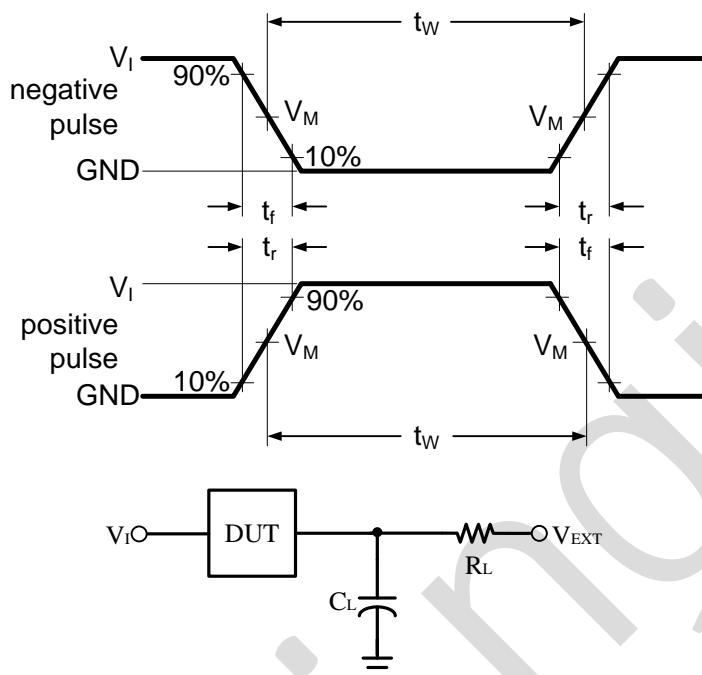 tW
VI
90%
negative
pulse
VM
VM
10%
GND
tf
tr
tr
tf
VI
90%
positive
pulse
VM
VM
10%
GND
tW
VI
DUT
VEXT
RL
CL